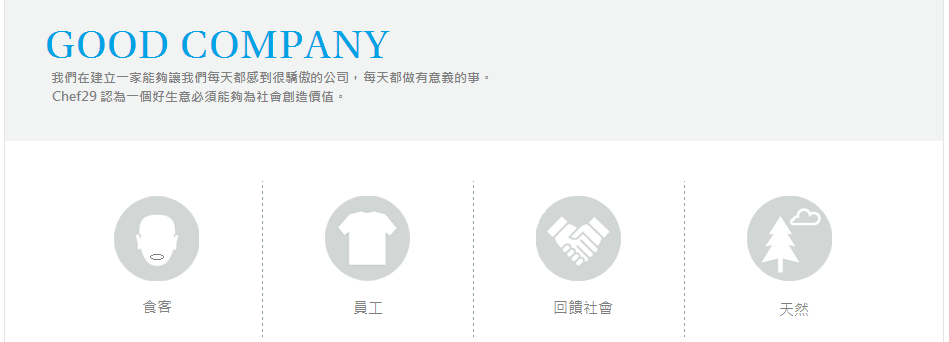 GOOD COMPANY
我們在建立一家能夠讓我們每天都感到很驕傲的公司，每天都做有意義的事。
Chef29 認為一個好生意必須能夠為社會創造價值。
食客
員工
回饋社會
天然